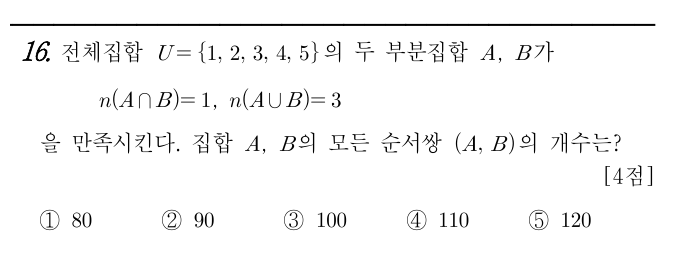 16. 전체집합 U={1, 2, 3, 4, 5}의 두 부분집합 A, B가
n(A∩B)=1, n(A∪B)=3
을 만족시킨다. 집합 A, B의 모든 순서쌍 (A, B)의 개수는?
[4점]
① 80 ② 90 ③ 100 ④ 110 ⑤ 120